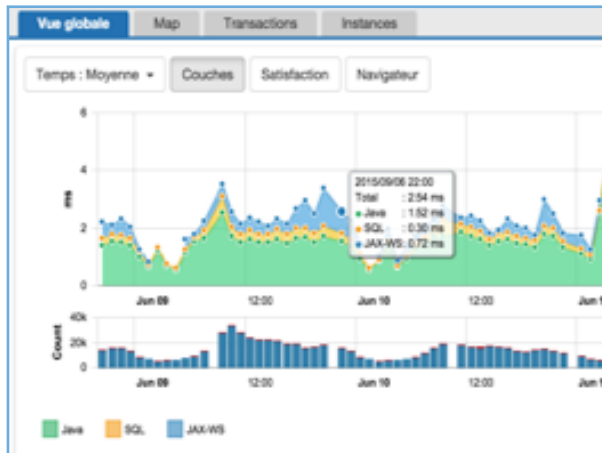 Vue globale Map Transactions Instances
Temps : Moyenne Couches Satisfaction Navigateur
6
4
2
0
ms
2015/09/06 22:00
Total : 2.54 ms
Java : 1.52 ms
SQL : 0.30 ms
JAX-WS : 0.72 ms
Jun 09 12:00 Jun 10 12:00
40k
20k
0
Count
Jun 09 12:00 Jun 10 12:00
Java SQL JAX-WS